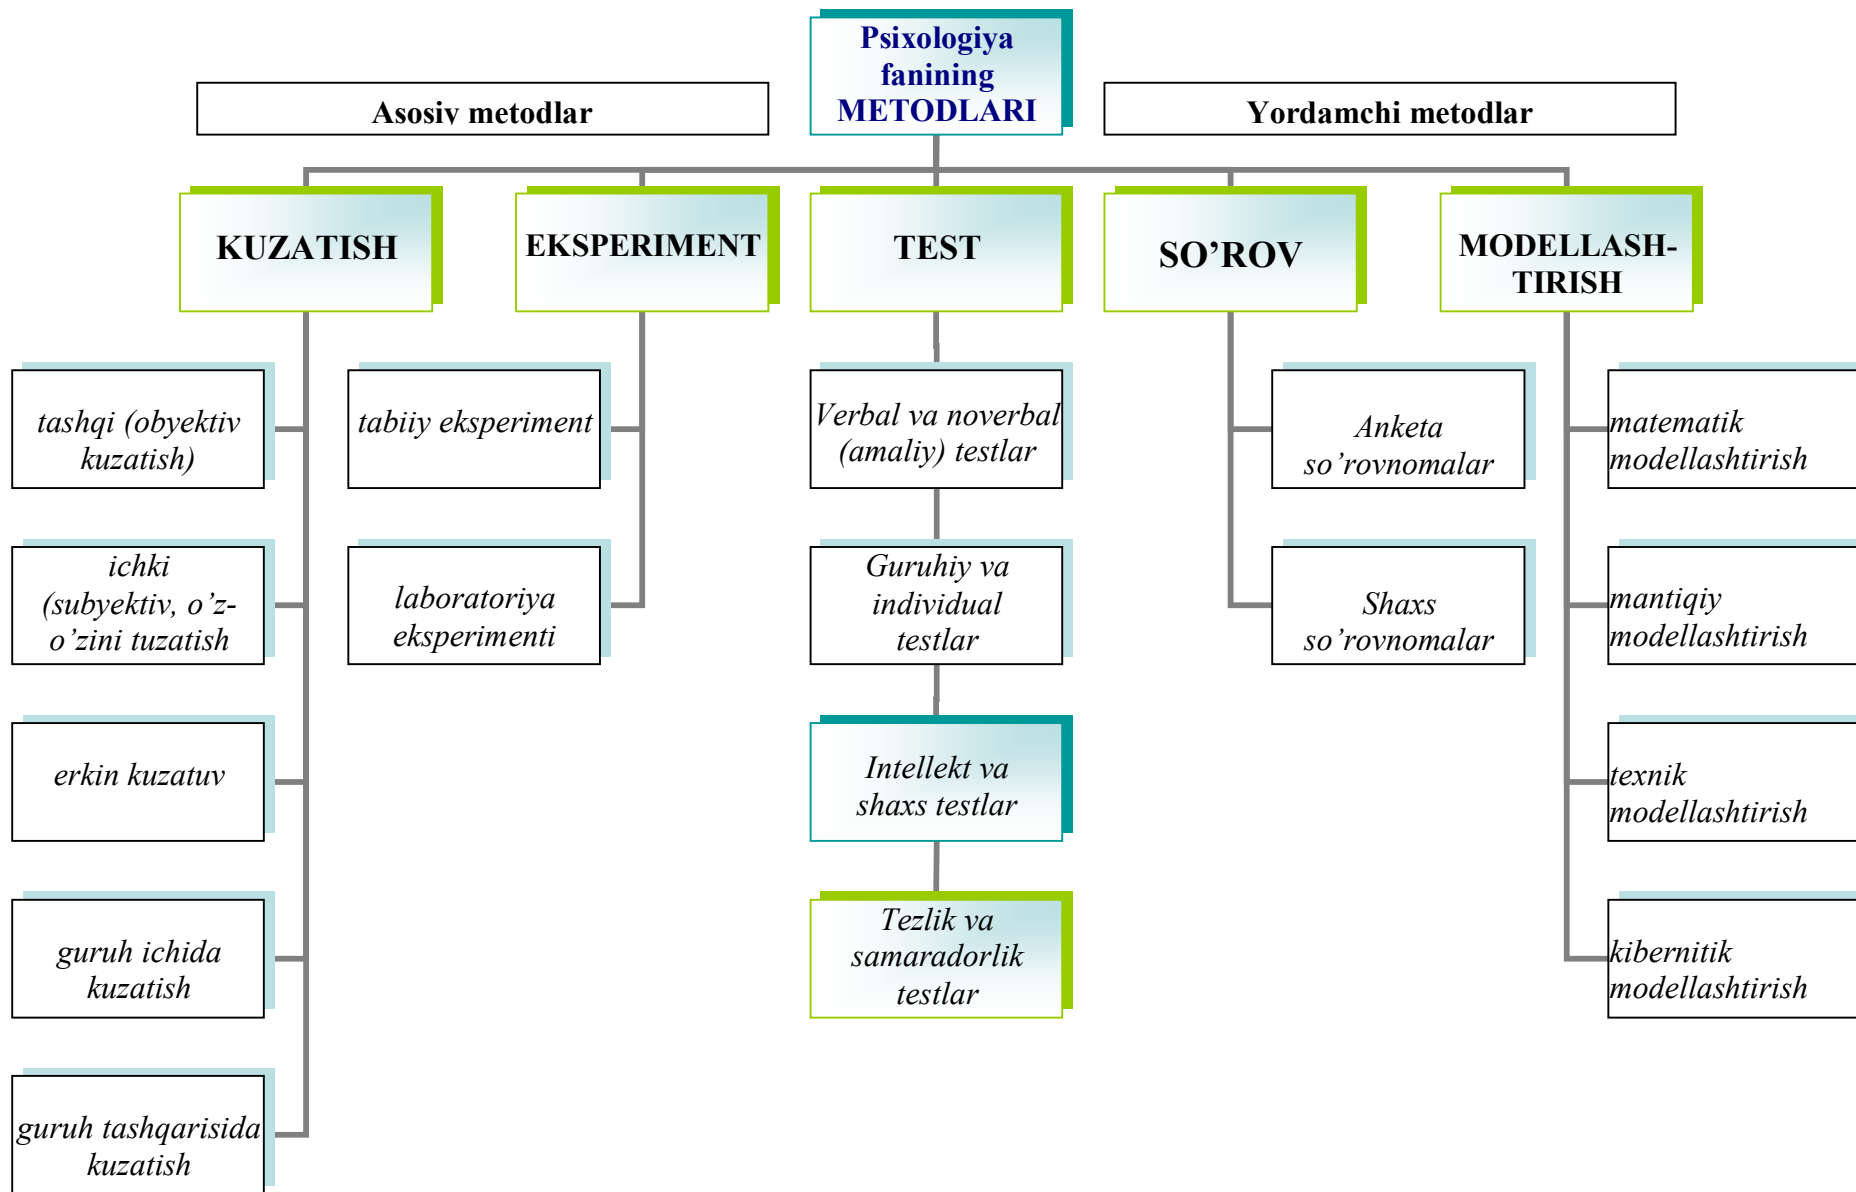 Psixologiya
fanining
METODLARI
Asosiy metodlar
Yordamchi metodlar
KUZATISH
EKSPERIMENT
TEST
SO’ROV
MODELLASH-
TIRISH
tashqi (obyektiv
kuzatish)
ichki
(subyektiv, o’z-
o’zini tuzatish
erkin kuzatuv
guruh ichida
kuzatish
guruh tashqarisida
kuzatish
tabiiy eksperiment
laboratoriya
eksperimenti
Verbal va noverbal
(amaliy) testlar
Guruhiy va
individual
testlar
Intellekt va
shaxs testlar
Tezlik va
samaradorlik
testlar
Anketa
so’rovnomalar
Shaxs
so’rovnomalar
matematik
modellashtirish
mantiqiy
modellashtirish
texnik
modellashtirish
kibernitik
modellashtirish